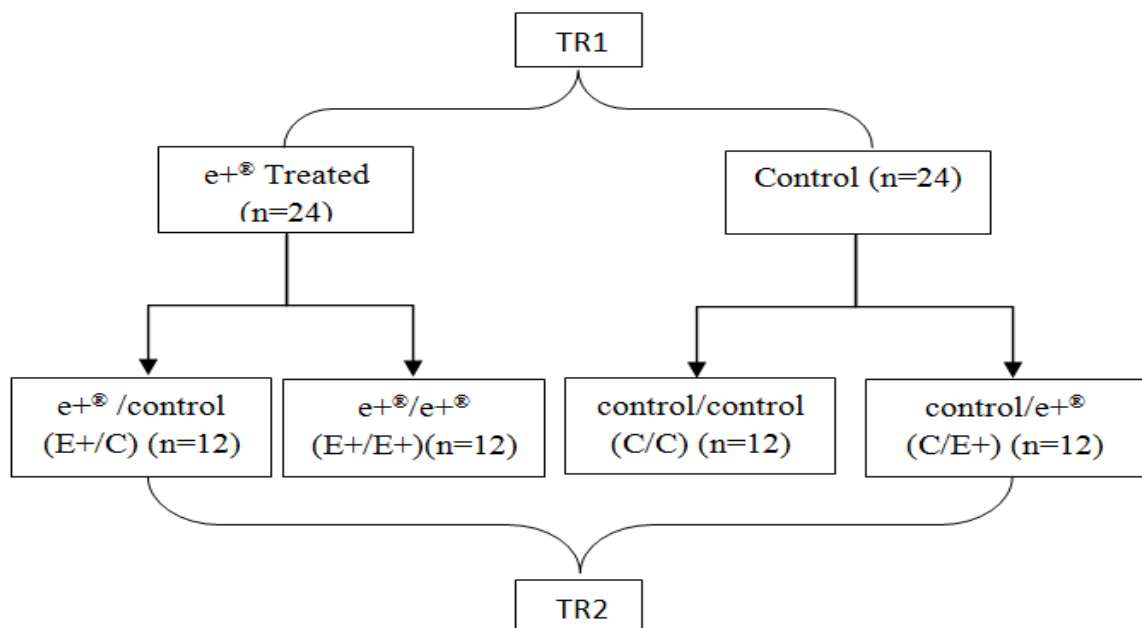 TR1
e+® Treated
(n=24)
Control (n=24)
e+® /control
(E+/C) (n=12)
e+®/e+®
(E+/E+)(n=12)
control/control
(C/C) (n=12)
control/e+®
(C/E+) (n=12)
TR2